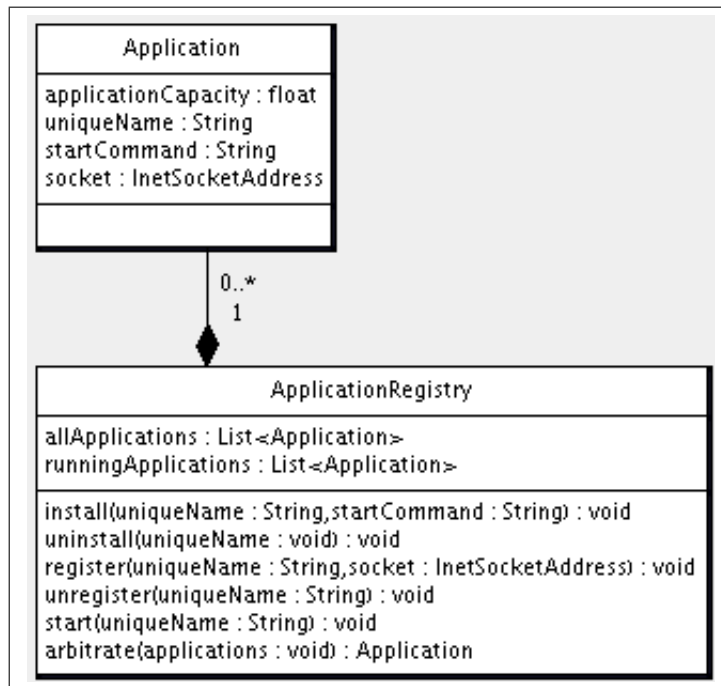 Application
applicationCapacity : float
uniqueName : String
startCommand : String
socket : InetSocketAddress
0..*
1
ApplicationRegistry
allApplications : List<Application>
runningApplications : List<Application>
install(uniqueName : String,startCommand : String) : void
uninstall(uniqueName : void) : void
register(uniqueName : String,socket : InetSocketAddress) : void
unregister(uniqueName : String) : void
start(uniqueName : String) : void
arbitrate(applications : void) : Application